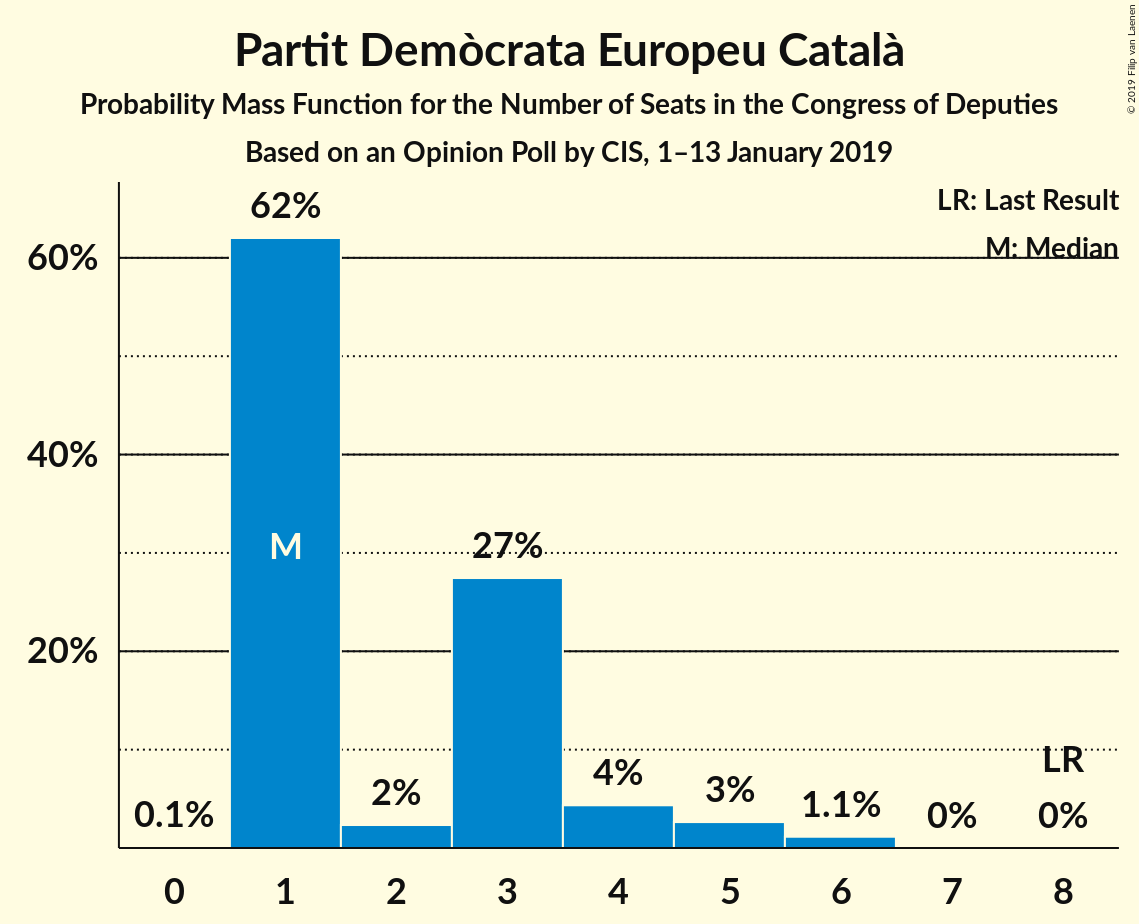 Partit Demòcrata Europeu Català
Probability Mass Function for the Number of Seats in the Congress of Deputies
Based on an Opinion Poll by CIS, 1–13 January 2019
© 2019 Filip van Laenen
LR: Last Result
M: Median
62%
60%
40%
M
27%
20%
LR
0.1%
2%
4%
3%
1.1%
0%
0%
0 1 2 3 4 5 6 7 8